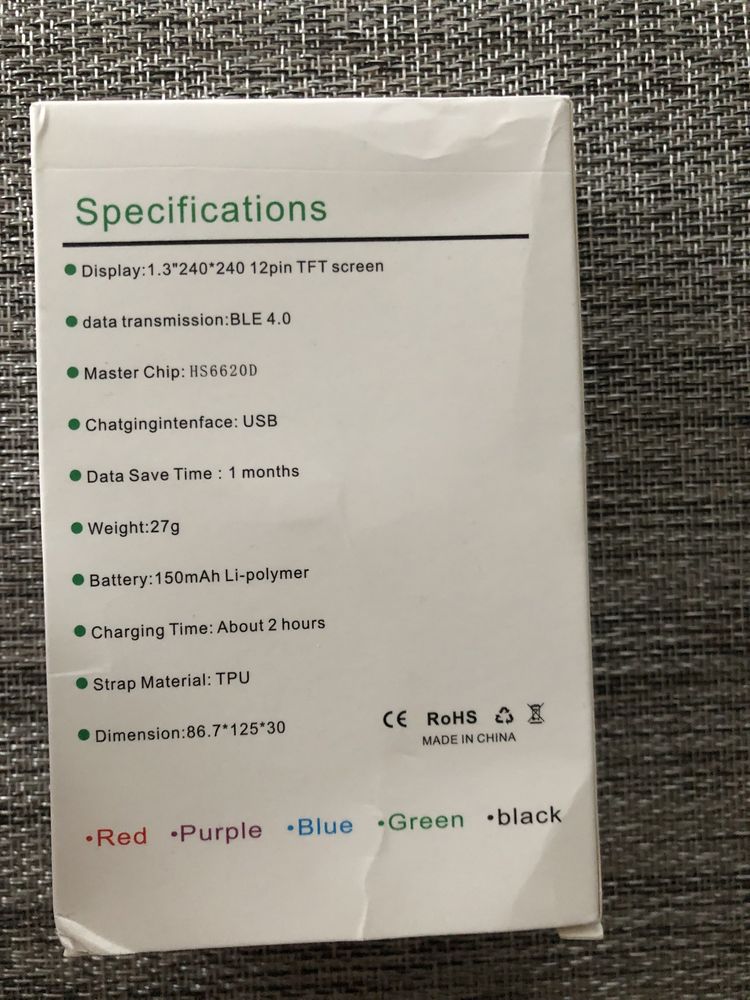 Specifications
Display:1.3"240*240 12pin TFT screen
data transmission:BLE 4.0
Master Chip: HS6620D
Chatgingintenface: USB
Data Save Time : 1 months
Weight:27g
Battery:150mAh Li-polymer
Charging Time: About 2 hours
Strap Material: TPU
Dimension:86.7*125*30
CE RoHS
MADE IN CHINA
•Red •Purple •Blue •Green •black